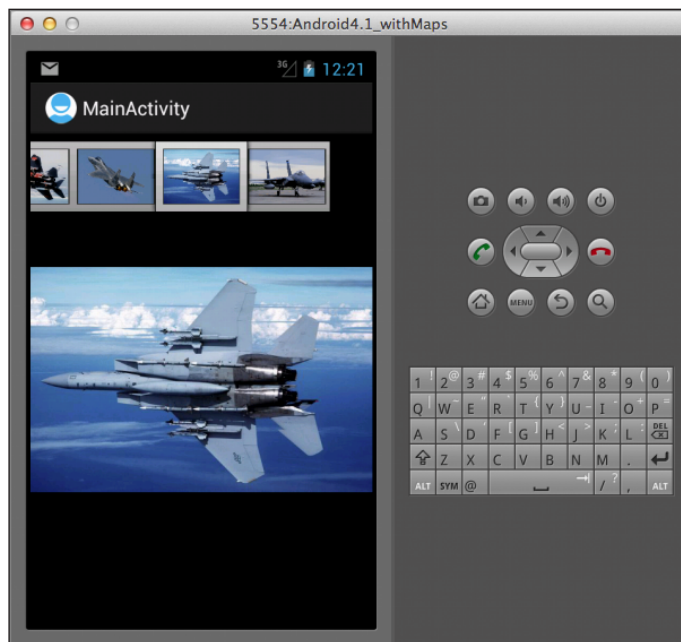 5554:Android4.1_withMaps
3G 12:21
MainActivity
MENU
1 ! 2 @ 3 # 4 $ 5 % 6 ^ 7 & 8 * 9 ( 0 )
Q | W ~ E " R ` T { Y } U _ I - O + P =
A S \ D ' F [ G ] H < J > K ; L : DEL
Z X C V B N M .
ALT SYM @ / ? , ALT